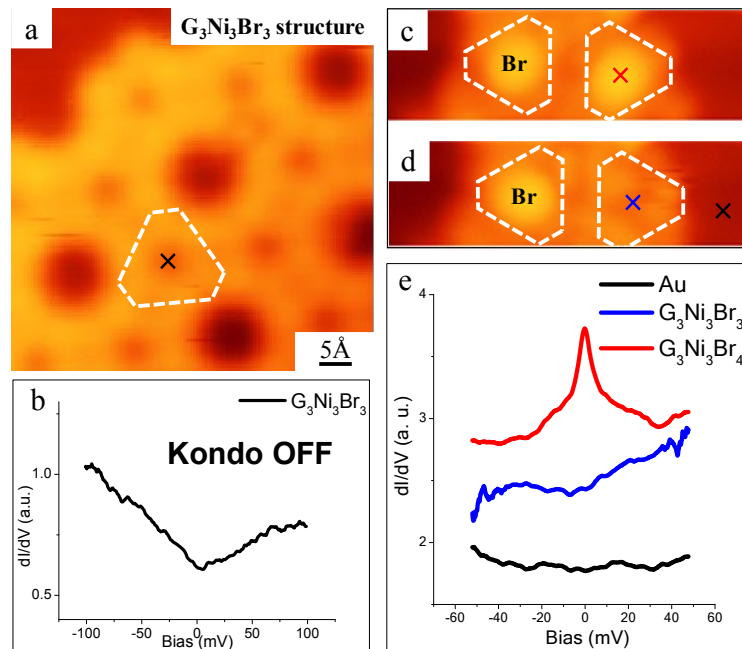 a
G₃Ni₃Br₃ structure
5Å
b
G₃Ni₃Br₃
Kondo OFF
1.0
0.5
dI/dV (a.u.)
-100
-50
0
50
100
Bias (mV)
c
Br
d
Br
e
Au
G₃Ni₃Br₃
G₃Ni₃Br₄
4
3
2
dI/dV (a. u.)
-60
-40
-20
0
20
40
60
Bias (mV)